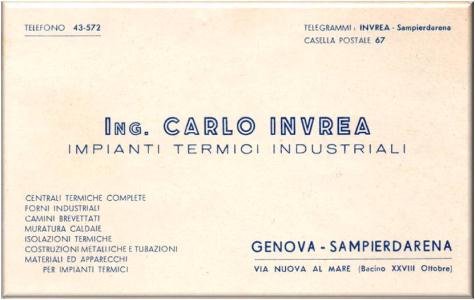 TELEFONO 43-572
TELEGRAMMI: INVREA - Sampierdarena
CASELLA POSTALE 67
ING. CARLO INVREA
IMPIANTI TERMICI INDUSTRIALI
CENTRALI TERMICHE COMPLETE
FORNI INDUSTRIALI
CAMINI BREVETTATI
MURATURA CALDAIE
ISOLAZIONI TERMICHE
COSTRUZIONI METALLICHE E TUBAZIONI
MATERIALI ED APPARECCHI
PER IMPIANTI TERMICI
GENOVA - SAMPIERDARENA
VIA NUOVA AL MARE (Bacino XXVIII Ottobre)